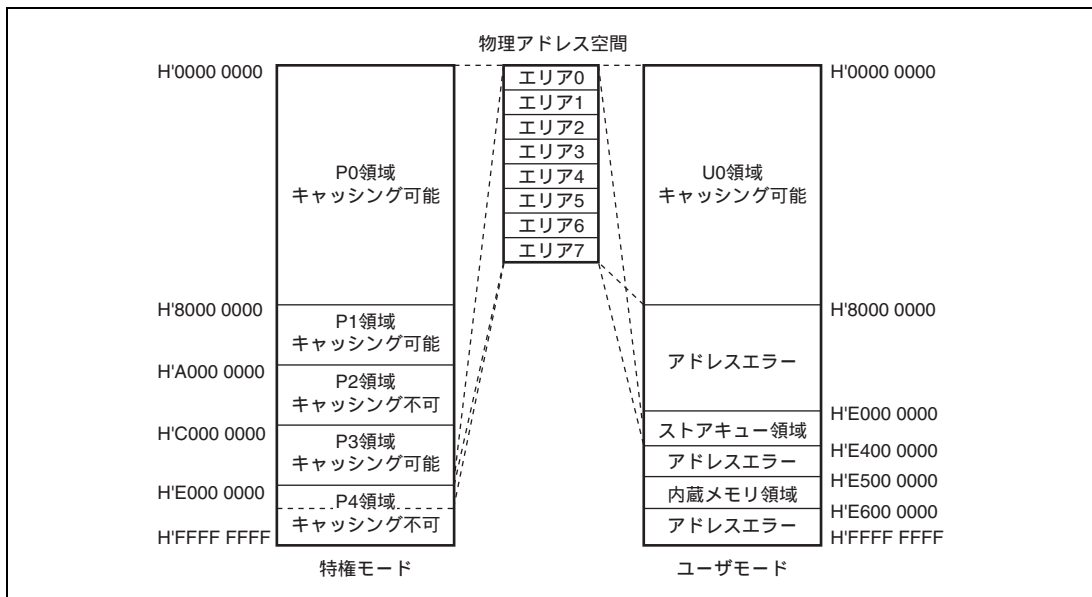 物理アドレス空間
H'0000 0000
P0領域
キャッシング可能
H'8000 0000
P1領域
キャッシング可能
H'A000 0000
P2領域
キャッシング不可
H'C000 0000
P3領域
キャッシング可能
H'E000 0000
P4領域
キャッシング不可
H'FFFF FFFF
特権モード
エリア0
エリア1
エリア2
エリア3
エリア4
エリア5
エリア6
エリア7
H'0000 0000
U0領域
キャッシング可能
H'8000 0000
アドレスエラー
H'E000 0000
ストアキュー領域
H'E400 0000
アドレスエラー
H'E500 0000
内蔵メモリ領域
H'E600 0000
アドレスエラー
H'FFFF FFFF
ユーザモード